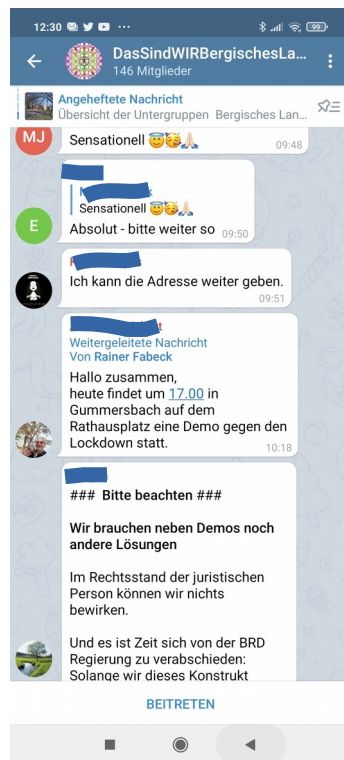 12:30
99
DasSindWIRBergischesLa...
146 Mitglieder
Angeheftete Nachricht
Übersicht der Untergruppen Bergisches Lan...
MJ
Sensationell 😇🥳🙏🏻
09:48
Sensationell 😇🥳🙏🏻
E
Absolut - bitte weiter so 09:50
Ich kann die Adresse weiter geben.
09:51
Weitergeleitete Nachricht
Von Rainer Fabeck
Hallo zusammen,
heute findet um 17.00 in
Gummersbach auf dem
Rathausplatz eine Demo gegen den
Lockdown statt.
10:18
### Bitte beachten ###
Wir brauchen neben Demos noch
andere Lösungen
Im Rechtsstand der juristischen
Person können wir nichts
bewirken.
Und es ist Zeit sich von der BRD
Regierung zu verabschieden:
Solange wir dieses Konstrukt
BEITRETEN